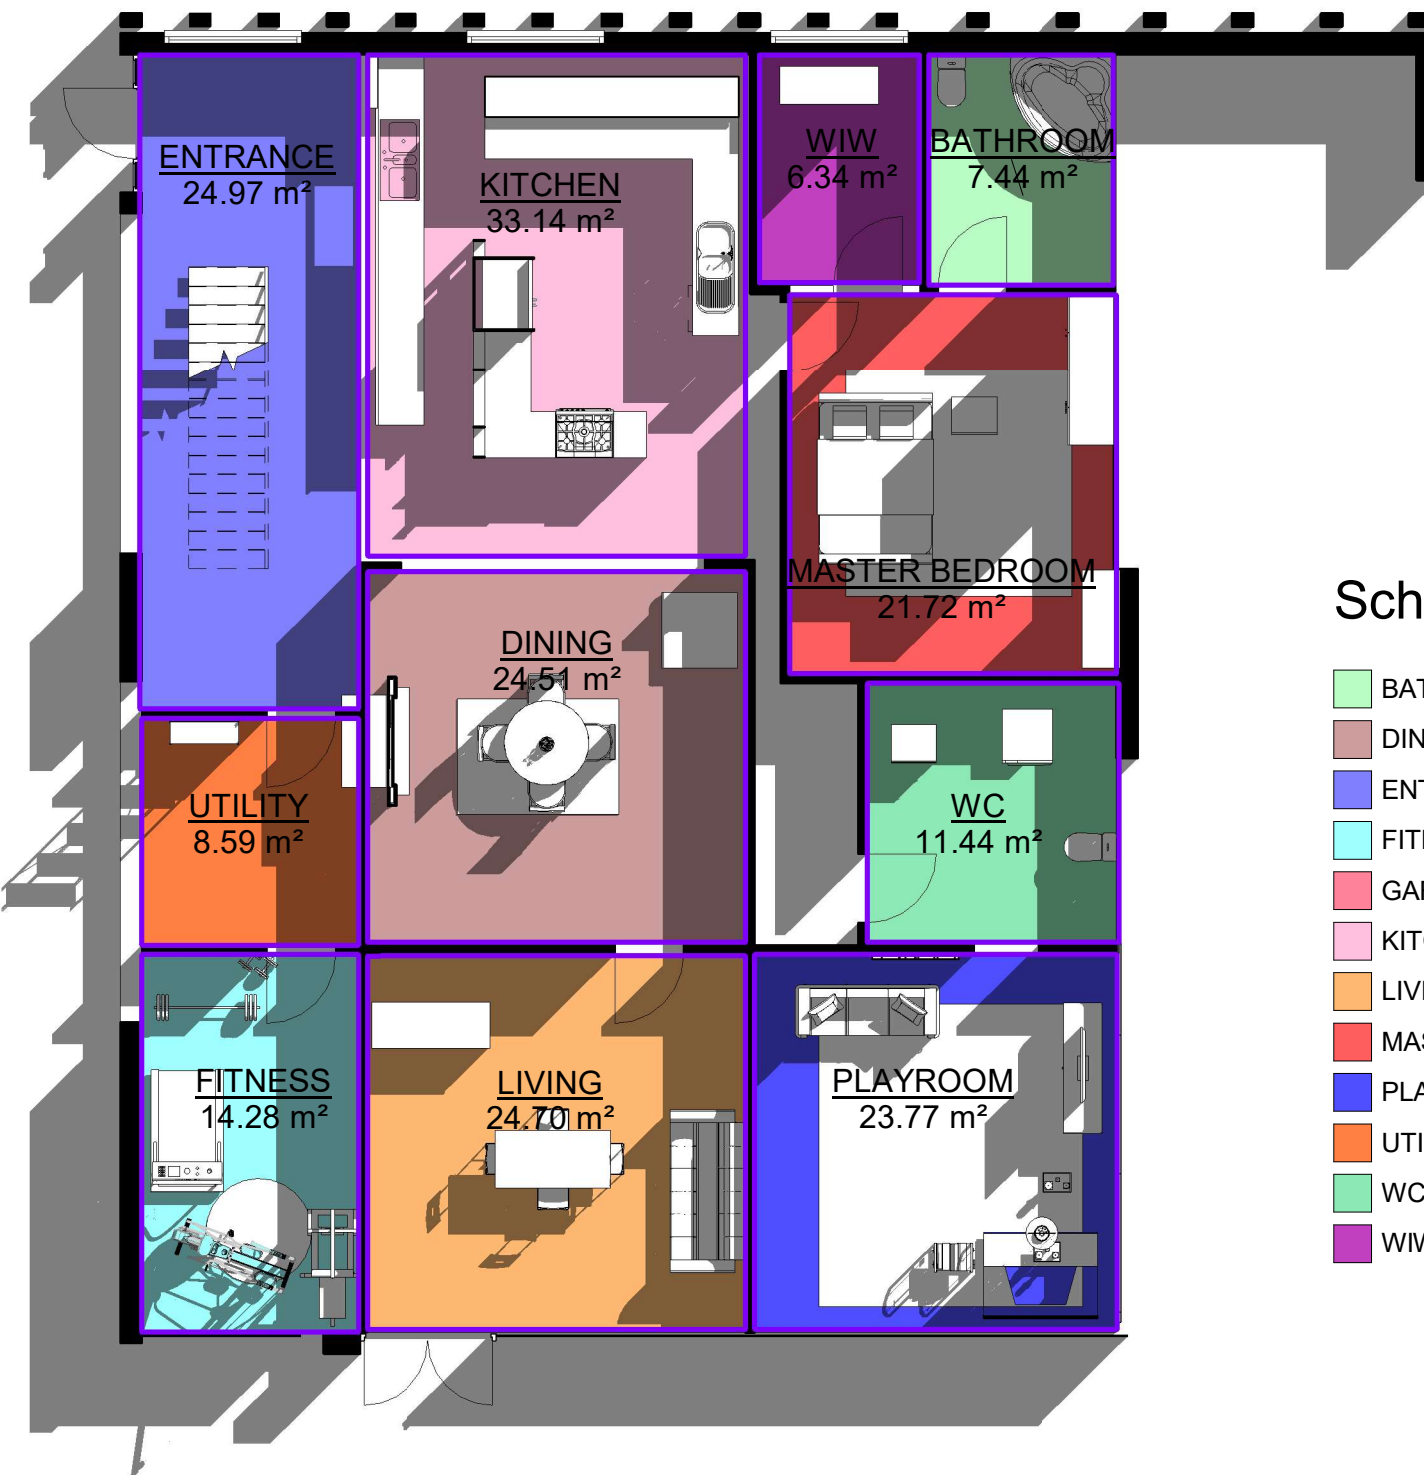 ENTRANCE
24.97 m²
KITCHEN
33.14 m²
WIW
6.34 m²
BATHROOM
7.44 m²
MASTER BEDROOM
21.72 m²
DINING
24.51 m²
UTILITY
8.59 m²
WC
11.44 m²
FITNESS
14.28 m²
LIVING
24.70 m²
PLAYROOM
23.77 m²
Sch
BAT
DIN
ENT
FIT
GAR
KIT
LIVI
MAS
PLA
UTI
WC
WIW